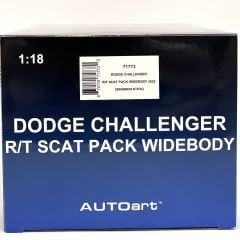 1:18
71773
DODGE CHALLENGER
R/T SCAT PACK WIDEBODY 2022
DODGE CHALLENGER
R/T SCAT PACK WIDEBODY
AUTOart